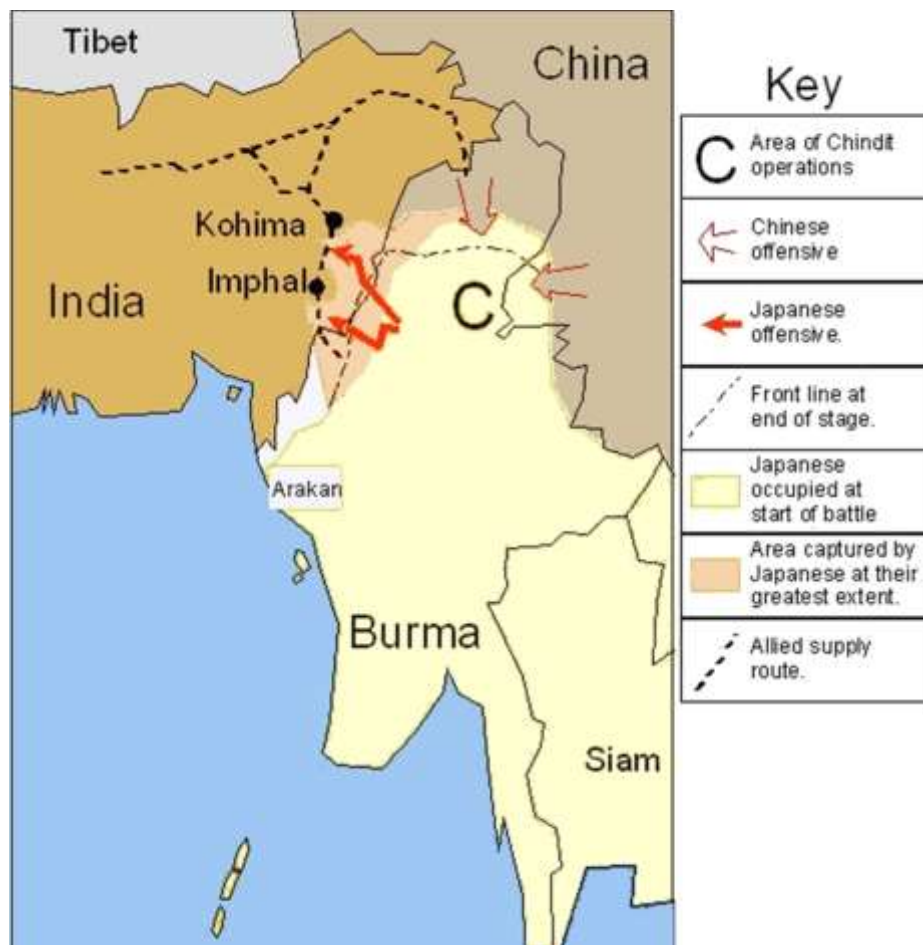 Tibet
China
Kohima
Imphal
India
C
Arakan
Burma
Siam
Key
C
Area of Chindit
operations
Chinese
offensive
Japanese
offensive.
Front line at
end of stage.
Japanese
occupied at
start of battle
Area captured by
Japanese at their
greatest extent.
Allied supply
route.